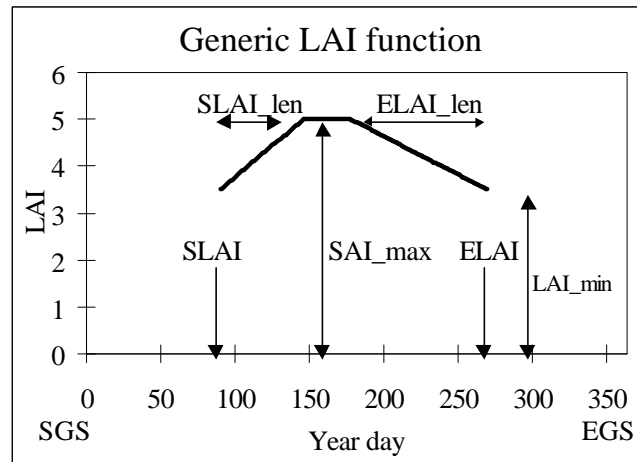 Generic LAI function
6
SLAI_len ELAI_len
5
4
LAI
3
SLAI SAI_max ELAI
2
LAI_min
1
0
0 50 100 150 200 250 300 350
SGS Year day EGS